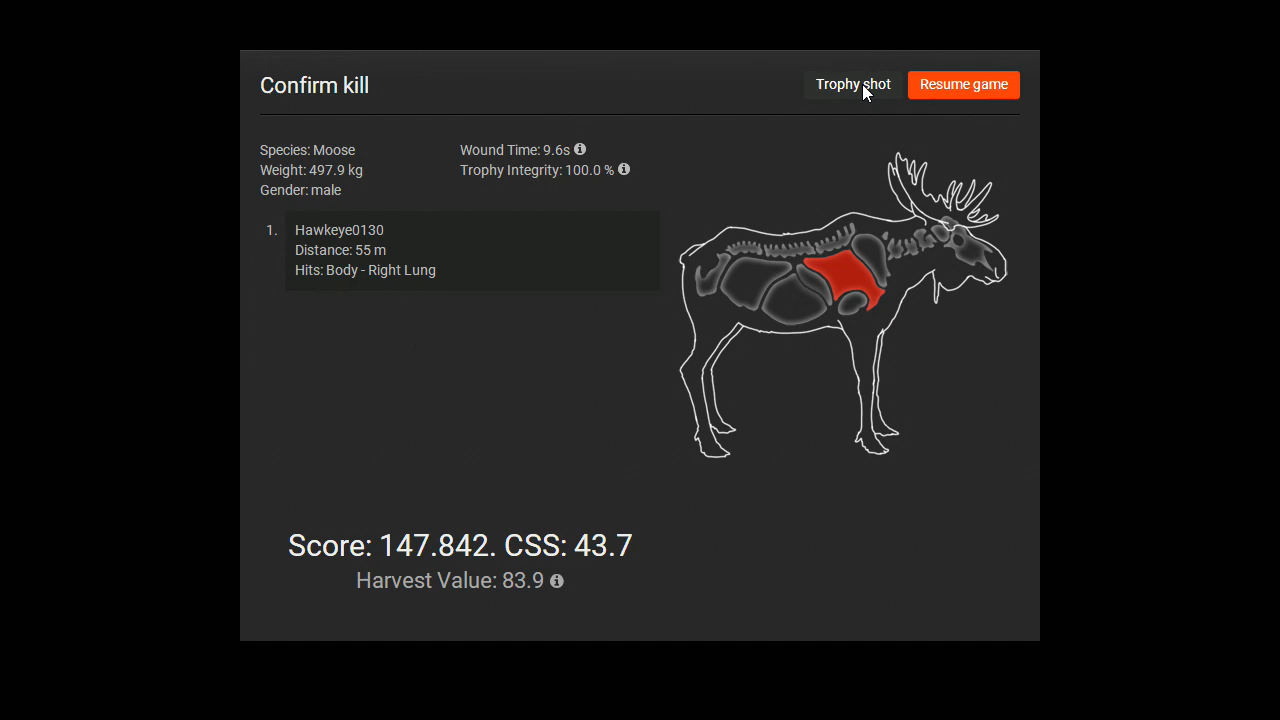 Confirm kill
Trophy shot
Resume game
Species: Moose
Weight: 497.9 kg
Gender: male
Wound Time: 9.6s
Trophy Integrity: 100.0 %
1.
Hawkeye0130
Distance: 55 m
Hits: Body - Right Lung
Score: 147.842. CSS: 43.7
Harvest Value: 83.9